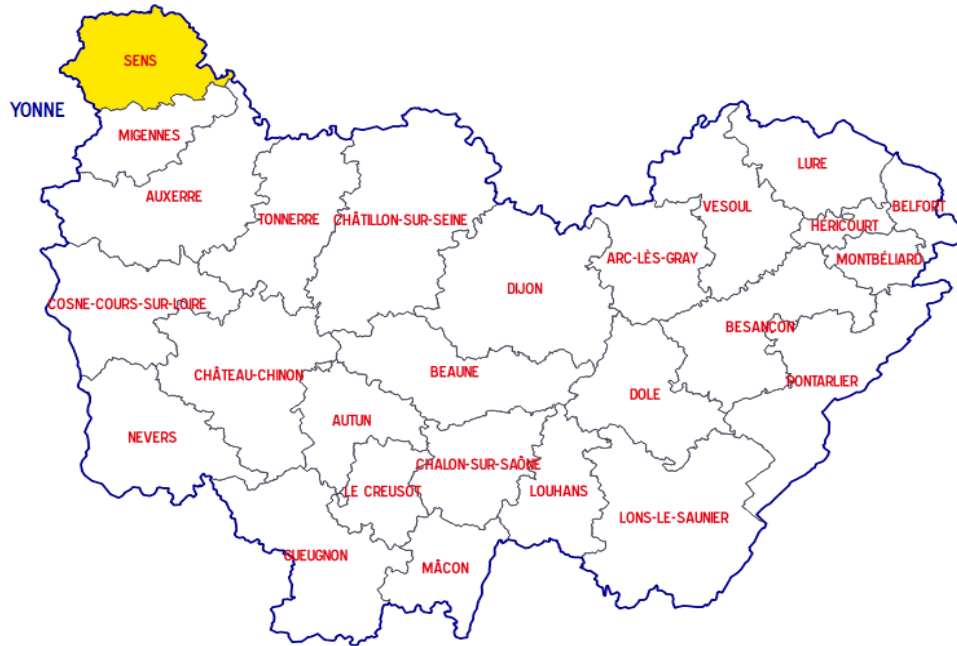 SENS
YONNE
MIGENNES
LURE
AUXERRE
TONNERRE
CHÂTILLON-SUR-SEINE
VESOUL
BELFORT
HÉRICOURT
ARC-LÈS-GRAY
MONTBÉLIARD
DIJON
COSNE-COURS-SUR-LOIRE
BESANÇON
CHÂTEAU-CHINON
BEAUNE
PONTARLIER
DOLE
AUTUN
NEVERS
CHALON-SUR-SAÔNE
LE CREUSOT
LOUHANS
LONS-LE-SAUNIER
GUEUGNON
MÂCON